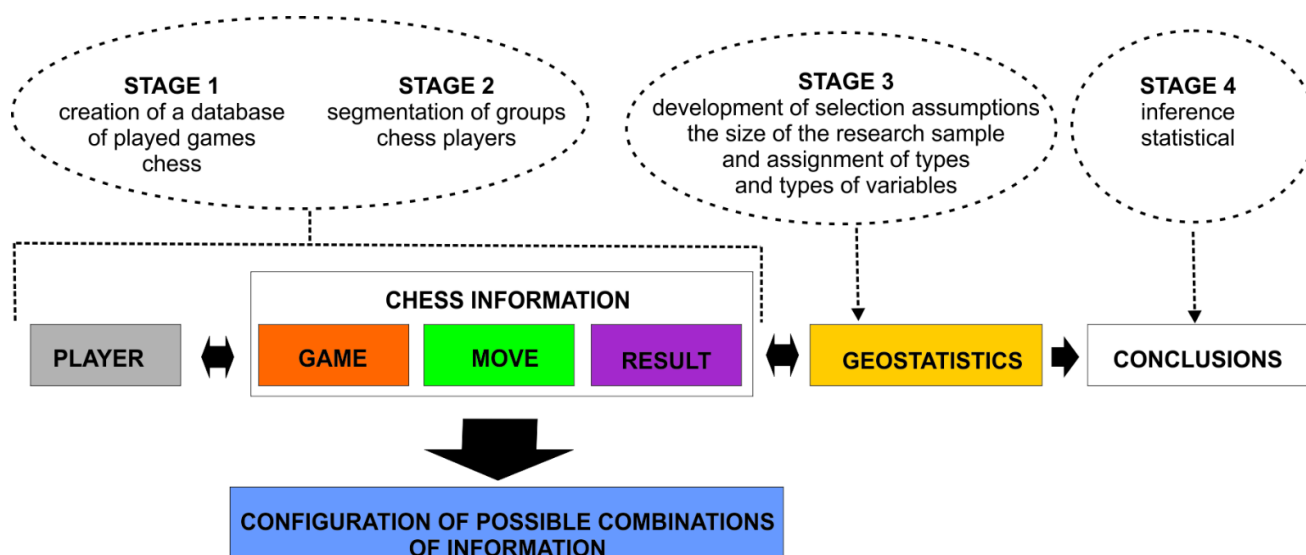 STAGE 1
creation of a database
of played games
chess
STAGE 2
segmentation of groups
chess players
STAGE 3
development of selection assumptions
the size of the research sample
and assignment of types
and types of variables
STAGE 4
inference
statistical
CHESS INFORMATION
PLAYER
GAME
MOVE
RESULT
GEOSTATISTICS
CONCLUSIONS
CONFIGURATION OF POSSIBLE COMBINATIONS
OF INFORMATION